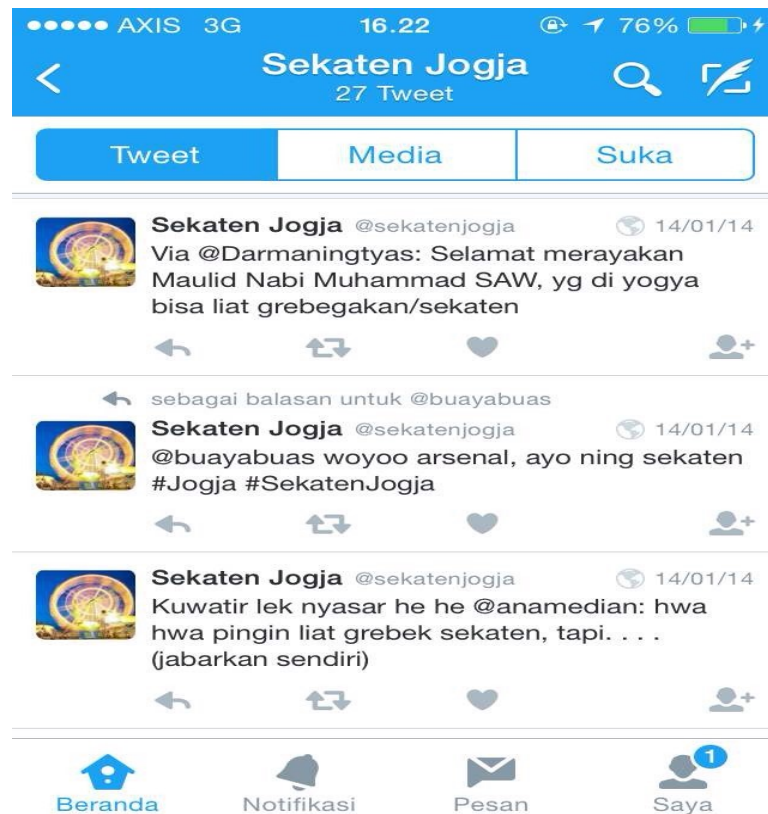 AXIS 3G 16.22 76%
Sekaten Jogja
27 Tweet
Tweet Media Suka
Sekaten Jogja @sekatenjogja 14/01/14
Via @Darmaningtyas: Selamat merayakan
Maulid Nabi Muhammad SAW, yg di yogya
bisa liat grebegakan/sekaten
sebagai balasan untuk @buayabuas
Sekaten Jogja @sekatenjogja 14/01/14
@buayabuas woyoo arsenal, ayo ning sekaten
#Jogja #SekatenJogja
Sekaten Jogja @sekatenjogja 14/01/14
Kuwatir lek nyasar he he @anamedian: hwa
hwa pingin liat grebek sekaten, tapi. . . .
(jabarkan sendiri)
1
Beranda Notifikasi Pesan Saya